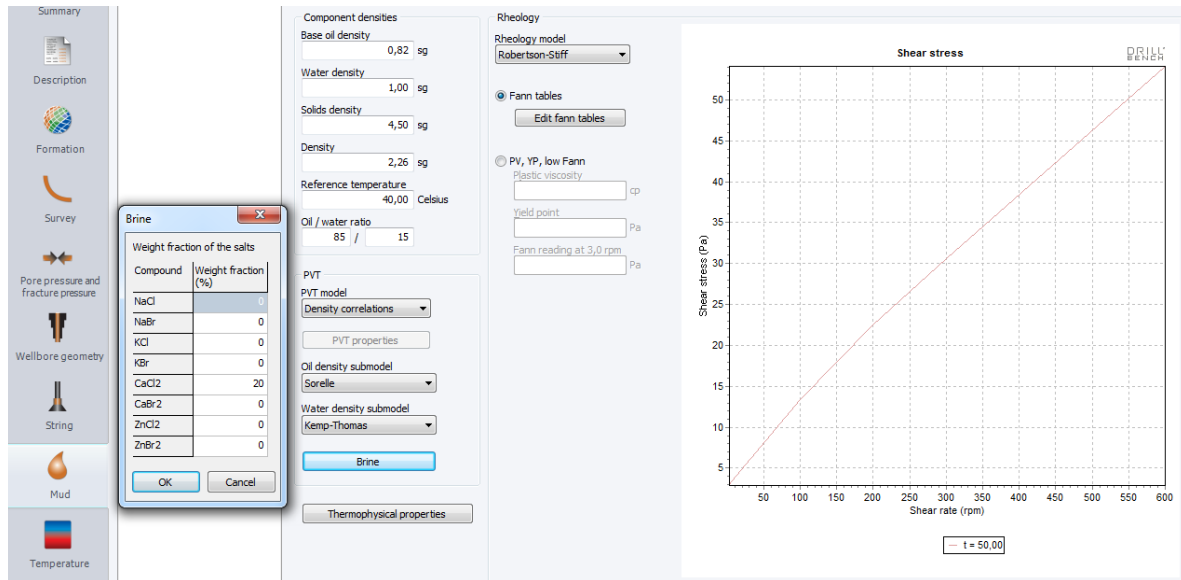 Summary
Description
Formation
Survey
Pore pressure and
fracture pressure
Wellbore geometry
String
Mud
Temperature
Brine
x
Weight fraction of the salts
Compound Weight fraction
(%)
NaCl 0
NaBr 0
KCl 0
KBr 0
CaCl2 20
CaBr2 0
ZnCl2 0
ZnBr2 0
OK Cancel
Component densities
Base oil density
0,82 sg
Water density
1,00 sg
Solids density
4,50 sg
Density
2,26 sg
Reference temperature
40,00 Celsius
Oil / water ratio
85 / 15
PVT
PVT model
Density correlations
PVT properties
Oil density submodel
Sorelle
Water density submodel
Kemp-Thomas
Brine
Thermophysical properties
Rheology
Rheology model
Robertson-Stiff
Fann tables
Edit fann tables
PV, YP, low Fann
Plastic viscosity
cp
Yield point
Pa
Fann reading at 3,0 rpm
Pa
Shear stress
DRILL
BENCH
Shear stress (Pa)
50
45
40
35
30
25
20
15
10
5
50 100 150 200 250 300 350 400 450 500 550 600
Shear rate (rpm)
t = 50,00